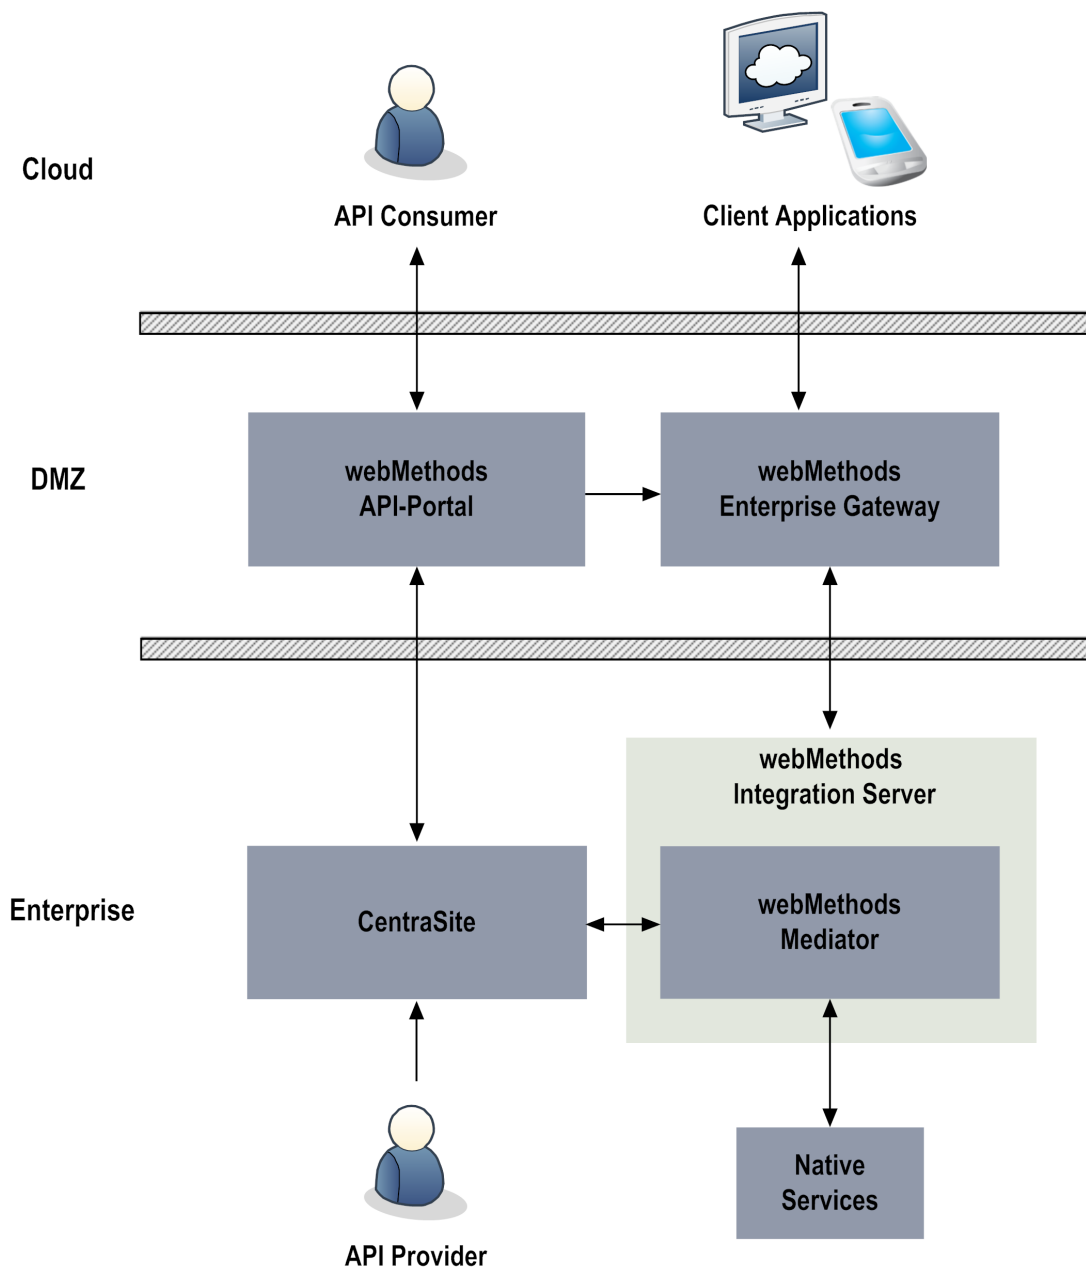 Cloud
API Consumer
Client Applications
DMZ
webMethods
API-Portal
webMethods
Enterprise Gateway
webMethods
Integration Server
Enterprise
CentraSite
webMethods
Mediator
Native
Services
API Provider